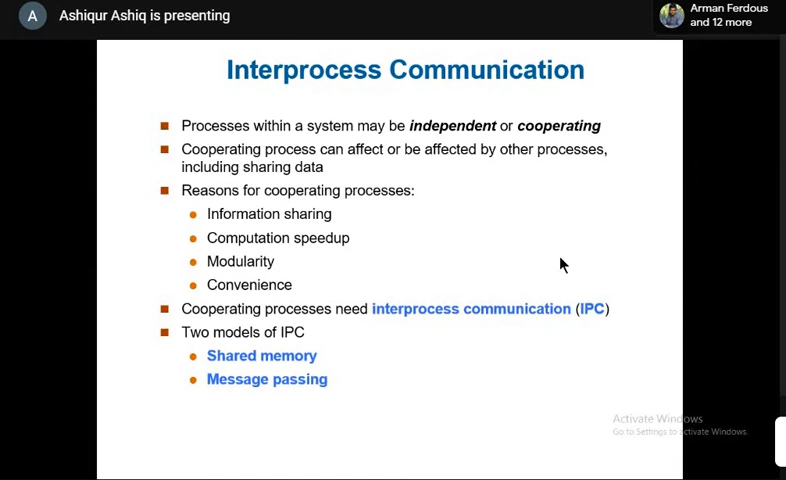 A
Ashiqur Ashiq is presenting
Arman Ferdous
and 12 more
Interprocess Communication
Processes within a system may be independent or cooperating
Cooperating process can affect or be affected by other processes,
including sharing data
Reasons for cooperating processes:
Information sharing
Computation speedup
Modularity
Convenience
Cooperating processes need interprocess communication (IPC)
Two models of IPC
Shared memory
Message passing
Activate Windows
Go to Settings to activate Windows.